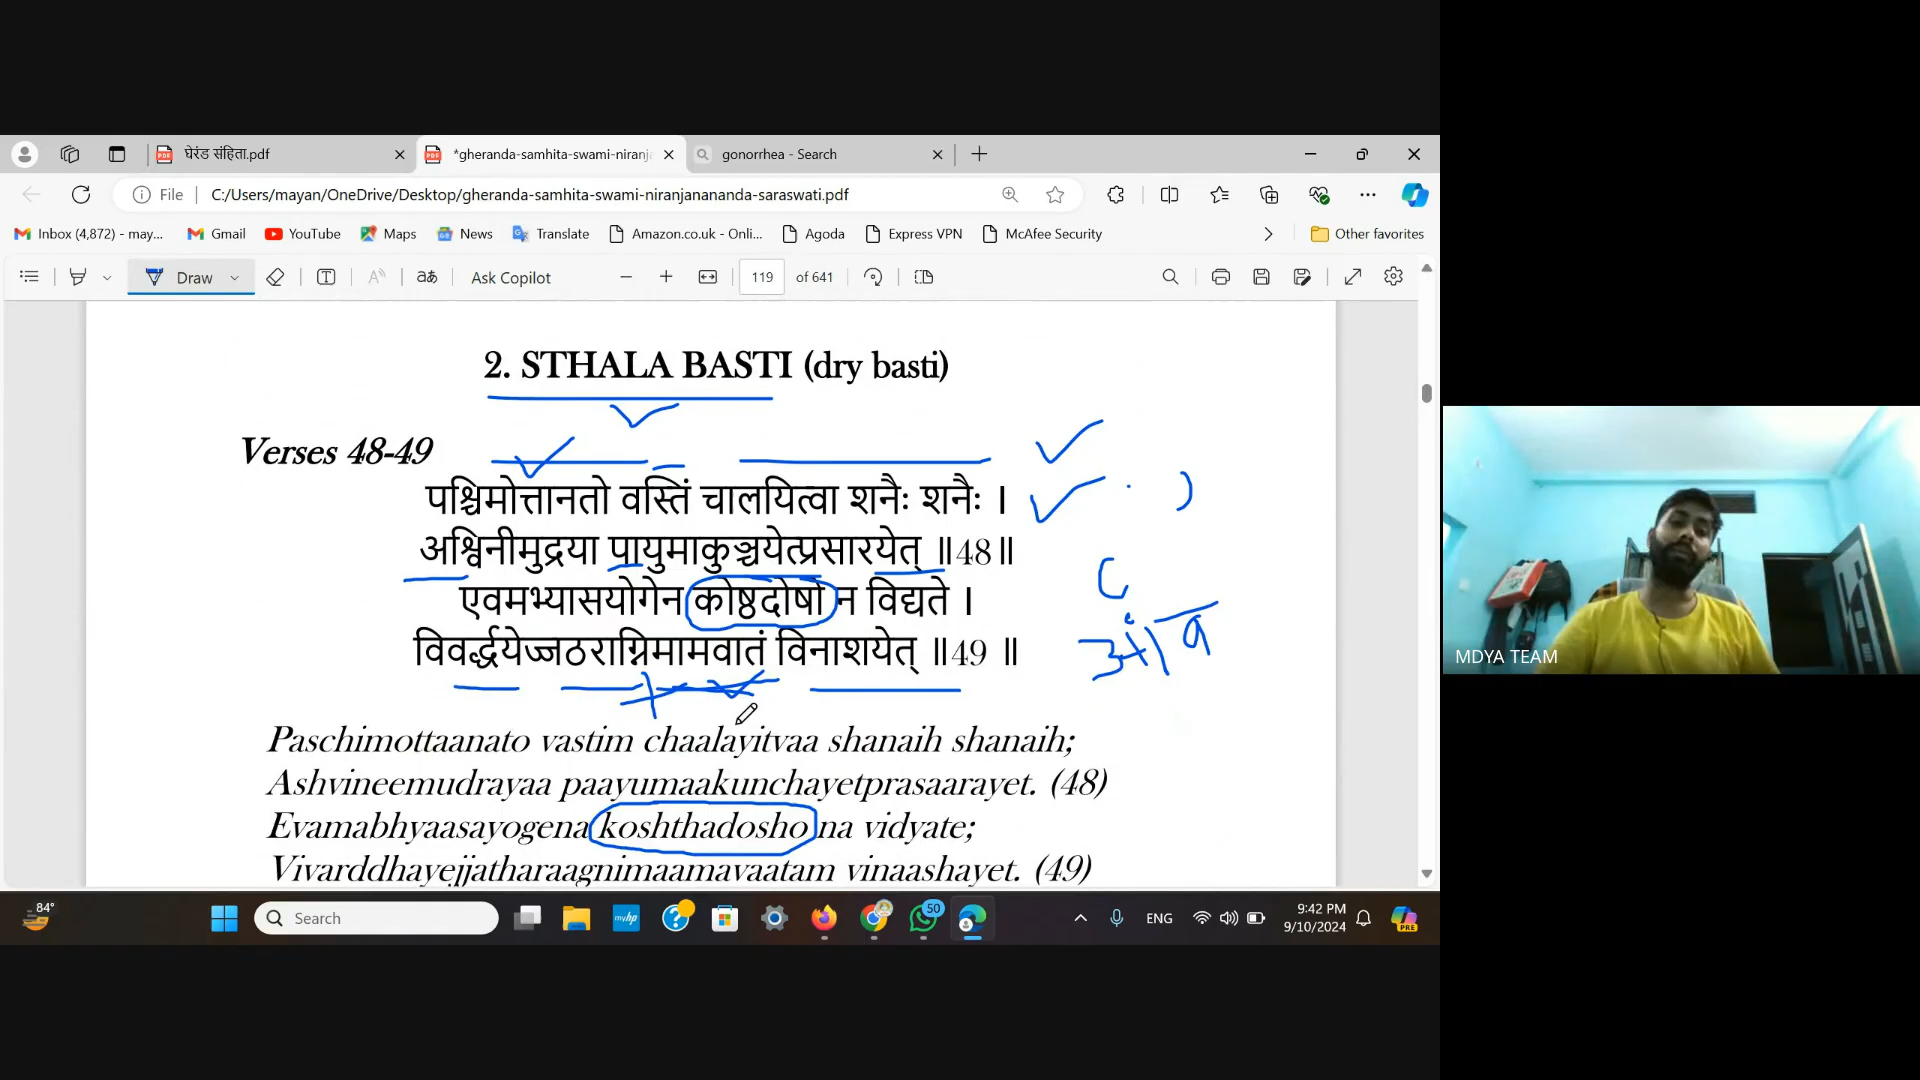 घेरंड संहिता.pdf
*gheranda-samhita-swami-niranj
gonorrhea - Search
File
C:/Users/mayan/OneDrive/Desktop/gheranda-samhita-swami-niranjanananda-saraswati.pdf
Inbox (4,872) - may...
Gmail
YouTube
Maps
News
Translate
Amazon.co.uk - Onli...
Agoda
Express VPN
McAfee Security
Other favorites
Draw
aあ
Ask Copilot
119
of 641
2. STHALA BASTI (dry basti)
Verses 48-49
पश्चिमोत्तानतो वस्तिं चालयित्वा शनैः शनैः ।
अश्विनीमुद्रया पायुमाकुञ्चयेत्प्रसारयेत् ॥48॥
एवमभ्यासयोगेन कोष्ठदोषो न विद्यते ।
विवर्द्धयेज्जठराग्निमामवातं विनाशयेत् ॥49 ॥
Paschimottaanato vastim chaalayitvaa shanaih shanaih;
Ashvineemudrayaa paayumaakunchayetprasaarayet. (48)
Evamabhyaasayogena koshthadosho na vidyate;
Vivarddhayejjatharaagnimaamavaatam vinaashayet. (49)
MDYA TEAM
84°
Search
myhp
50
ENG
9:42 PM
9/10/2024
PRE